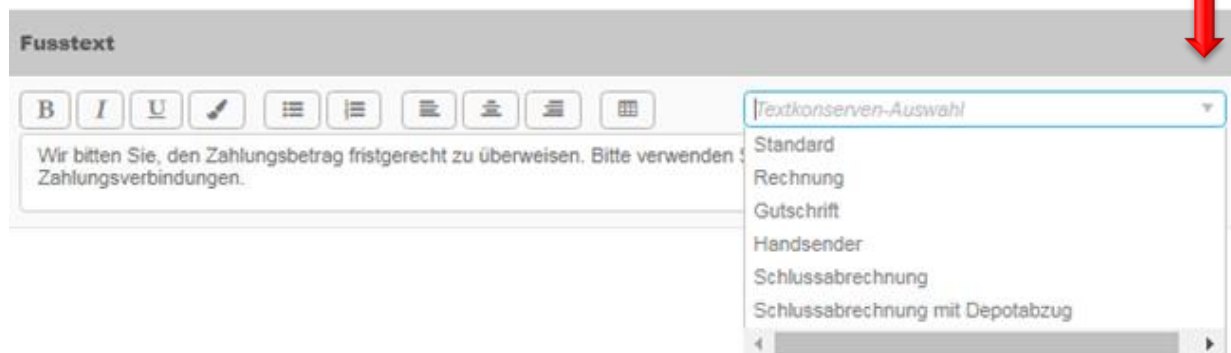 Fusstext
B I U
Textkonserven-Auswahl
Wir bitten Sie, den Zahlungsbetrag fristgerecht zu überweisen. Bitte verwenden
Zahlungsverbindungen.
Standard
Rechnung
Gutschrift
Handsender
Schlussabrechnung
Schlussabrechnung mit Depotabzug